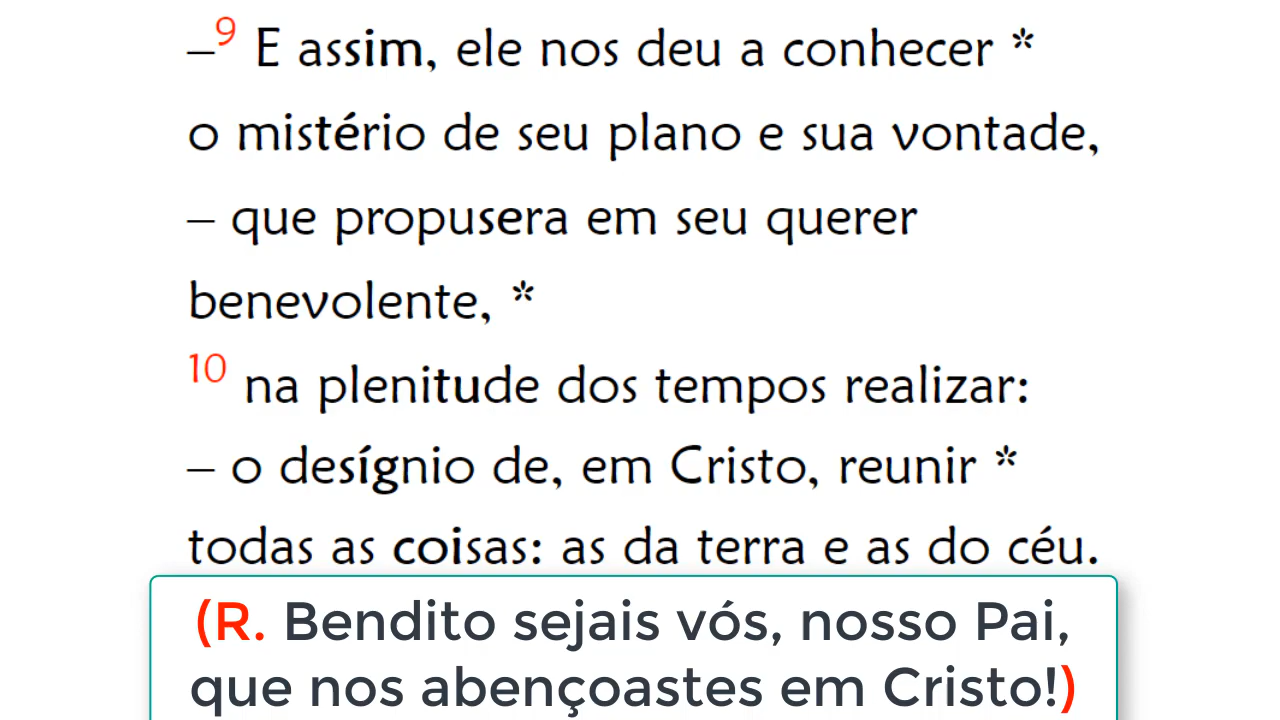 –9 E assim, ele nos deu a conhecer *
o mistério de seu plano e sua vontade,
– que propusera em seu querer
benevolente, *
10 na plenitude dos tempos realizar:
– o desígnio de, em Cristo, reunir *
todas as coisas: as da terra e as do céu.
(R. Bendito sejais vós, nosso Pai,
que nos abençoastes em Cristo!)